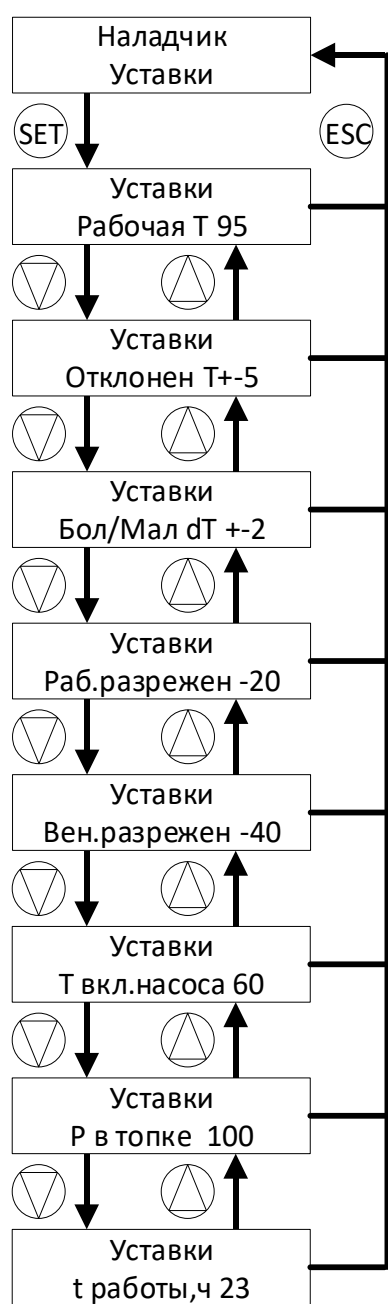 Наладчик
Уставки
SET
ESC
Уставки
Рабочая Т 95
Уставки
Отклонен Т+-5
Уставки
Бол/Мал dT +-2
Уставки
Раб.разрежен -20
Уставки
Вен.разрежен -40
Уставки
Т вкл.насоса 60
Уставки
Р в топке  100
Уставки
t работы,ч 23